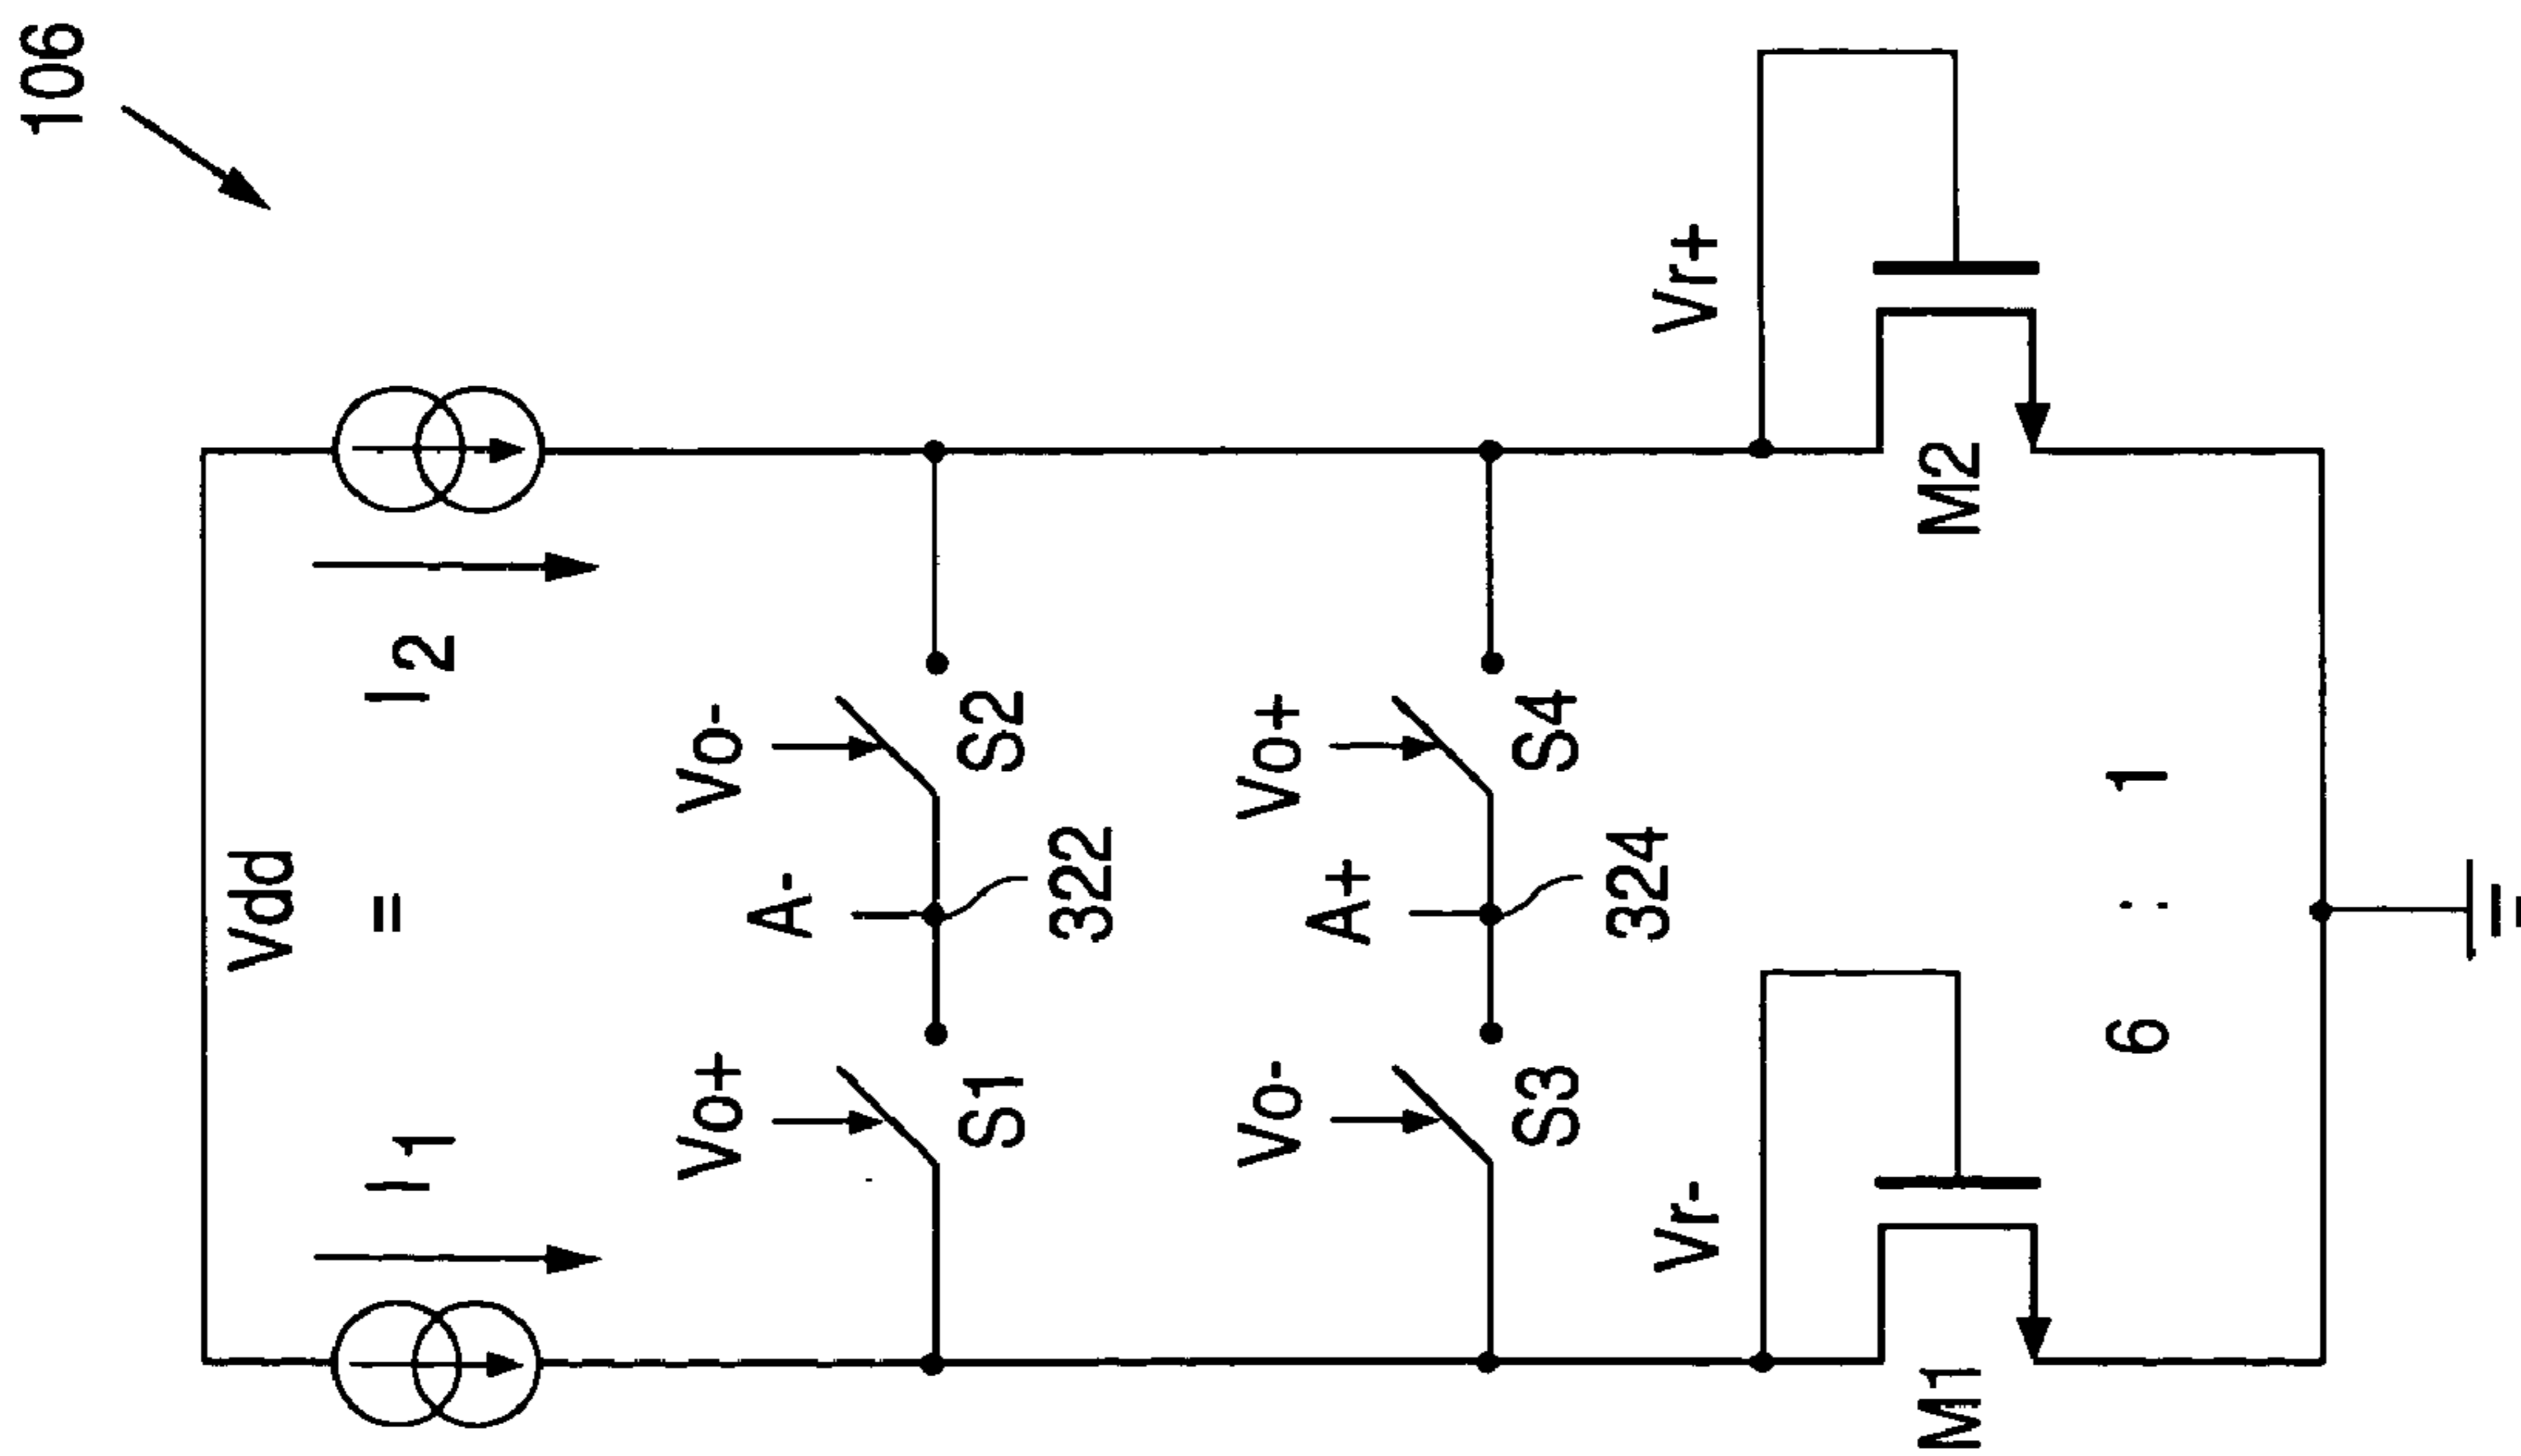 106
Vdd
I1 = I2
Vo+ Vo-
A-
S1 S2
322
Vo- Vo+
A+
S3 S4
324
Vr- Vr+
M1 M2
6 : 1